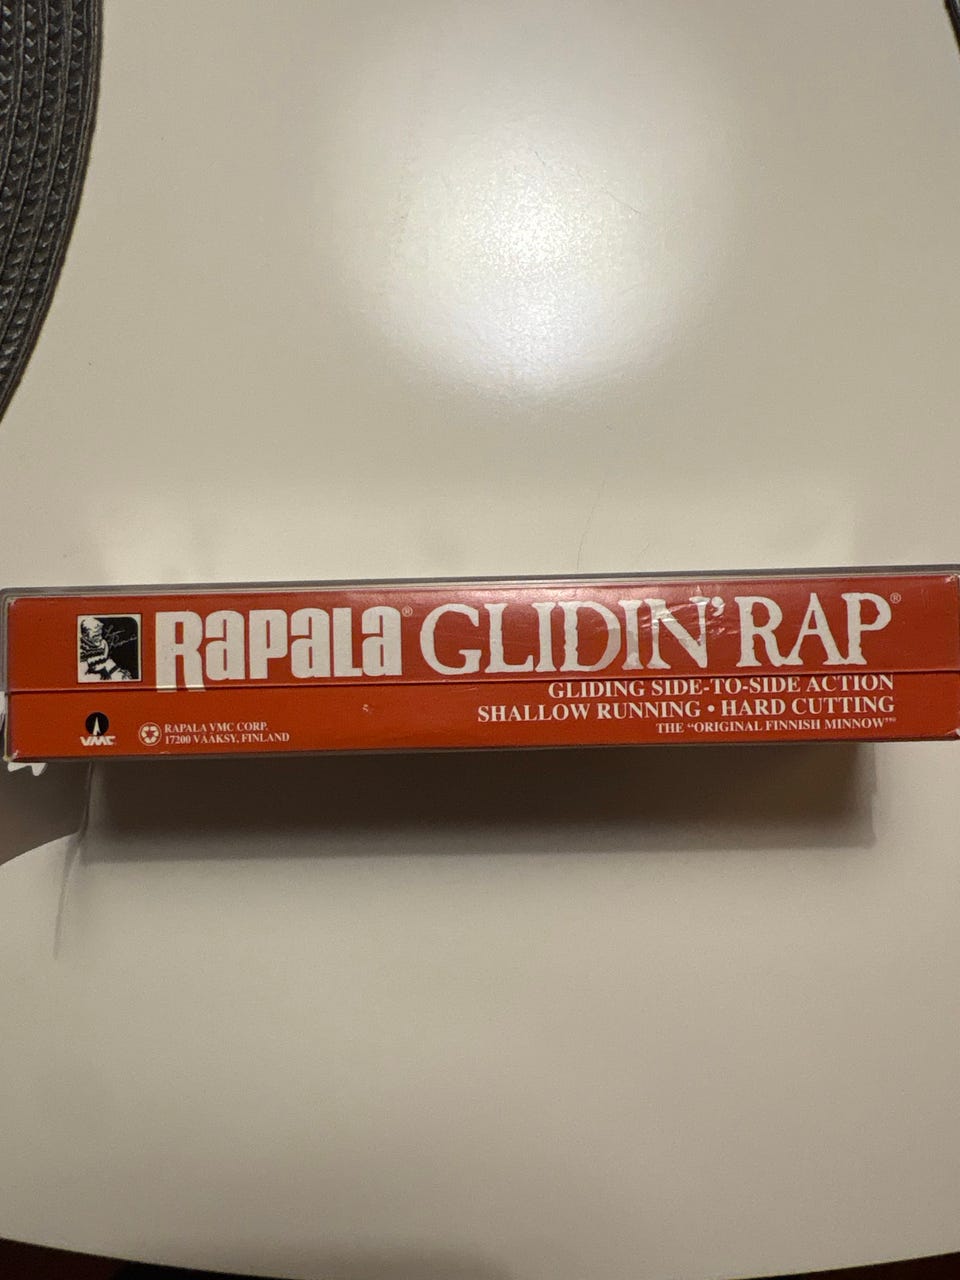 RAPALA® GLIDIN' RAP®
GLIDING SIDE-TO-SIDE ACTION
SHALLOW RUNNING • HARD CUTTING
THE "ORIGINAL FINNISH MINNOW"®
VMC
RAPALA VMC CORP.
17200 VÄÄKSY, FINLAND